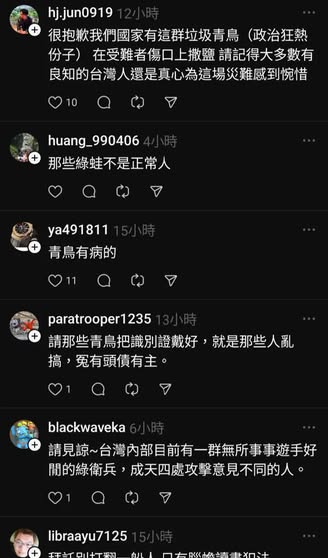 hj.jun0919 12小時
很抱歉我們國家有這群垃圾青鳥（政治狂熱
份子） 在受難者傷口上撒鹽 請記得大多數有
良知的台灣人還是真心為這場災難感到惋惜
10
huang_990406 4小時
那些綠蛙不是正常人
ya491811 15小時
青鳥有病的
11
paratrooper1235 13小時
請那些青鳥把識別證戴好，就是那些人亂
搞，冤有頭債有主。
1
blackwaveka 6小時
請見諒~台灣內部目前有一群無所事事遊手好
閒的綠衛兵，成天四處攻擊意見不同的人。
1
libraayu7125 15小時